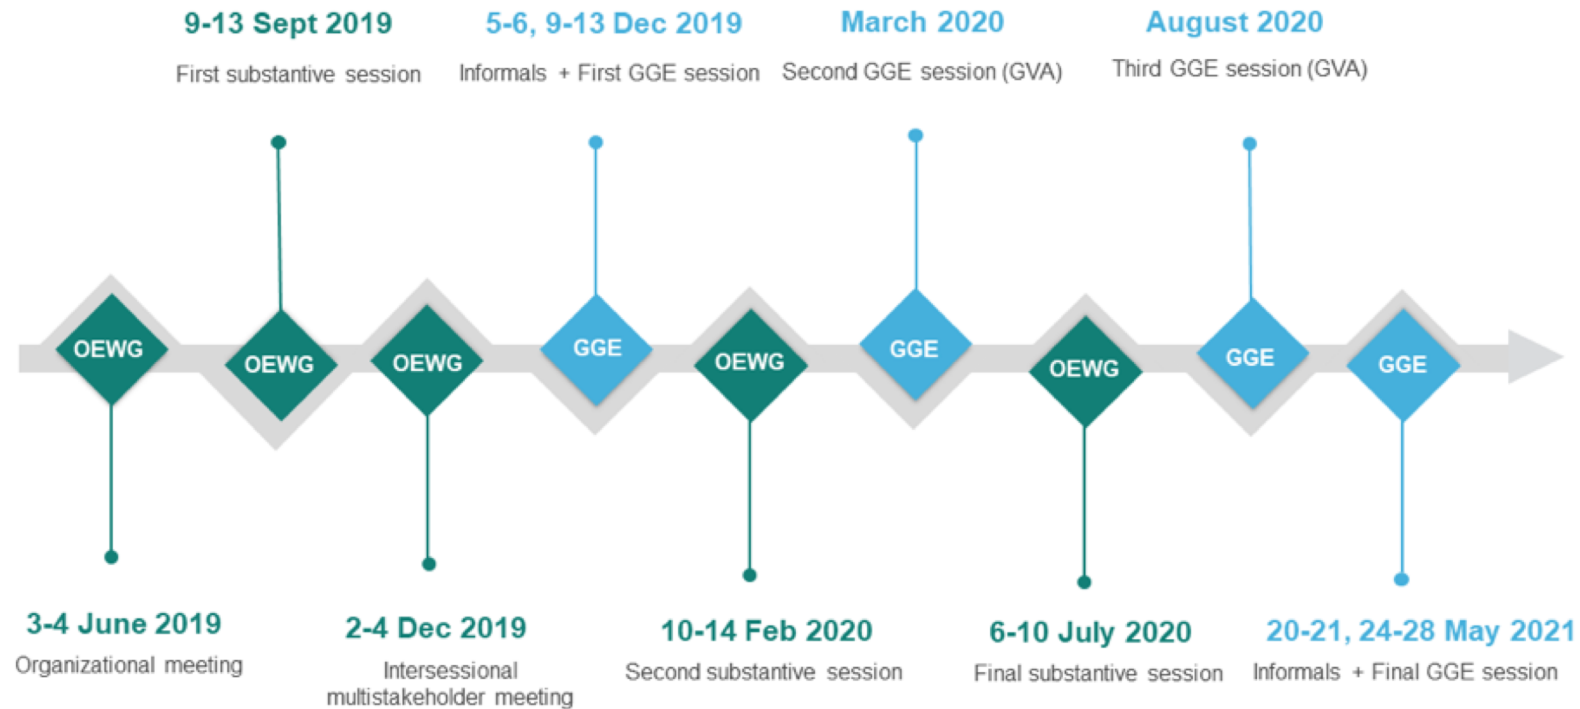 9-13 Sept 2019
First substantive session
5-6, 9-13 Dec 2019
Informals + First GGE session
March 2020
Second GGE session (GVA)
August 2020
Third GGE session (GVA)
OEWG
OEWG
OEWG
GGE
OEWG
GGE
OEWG
GGE
GGE
3-4 June 2019
Organizational meeting
2-4 Dec 2019
Intersessional
multistakeholder meeting
10-14 Feb 2020
Second substantive session
6-10 July 2020
Final substantive session
20-21, 24-28 May 2021
Informals + Final GGE session